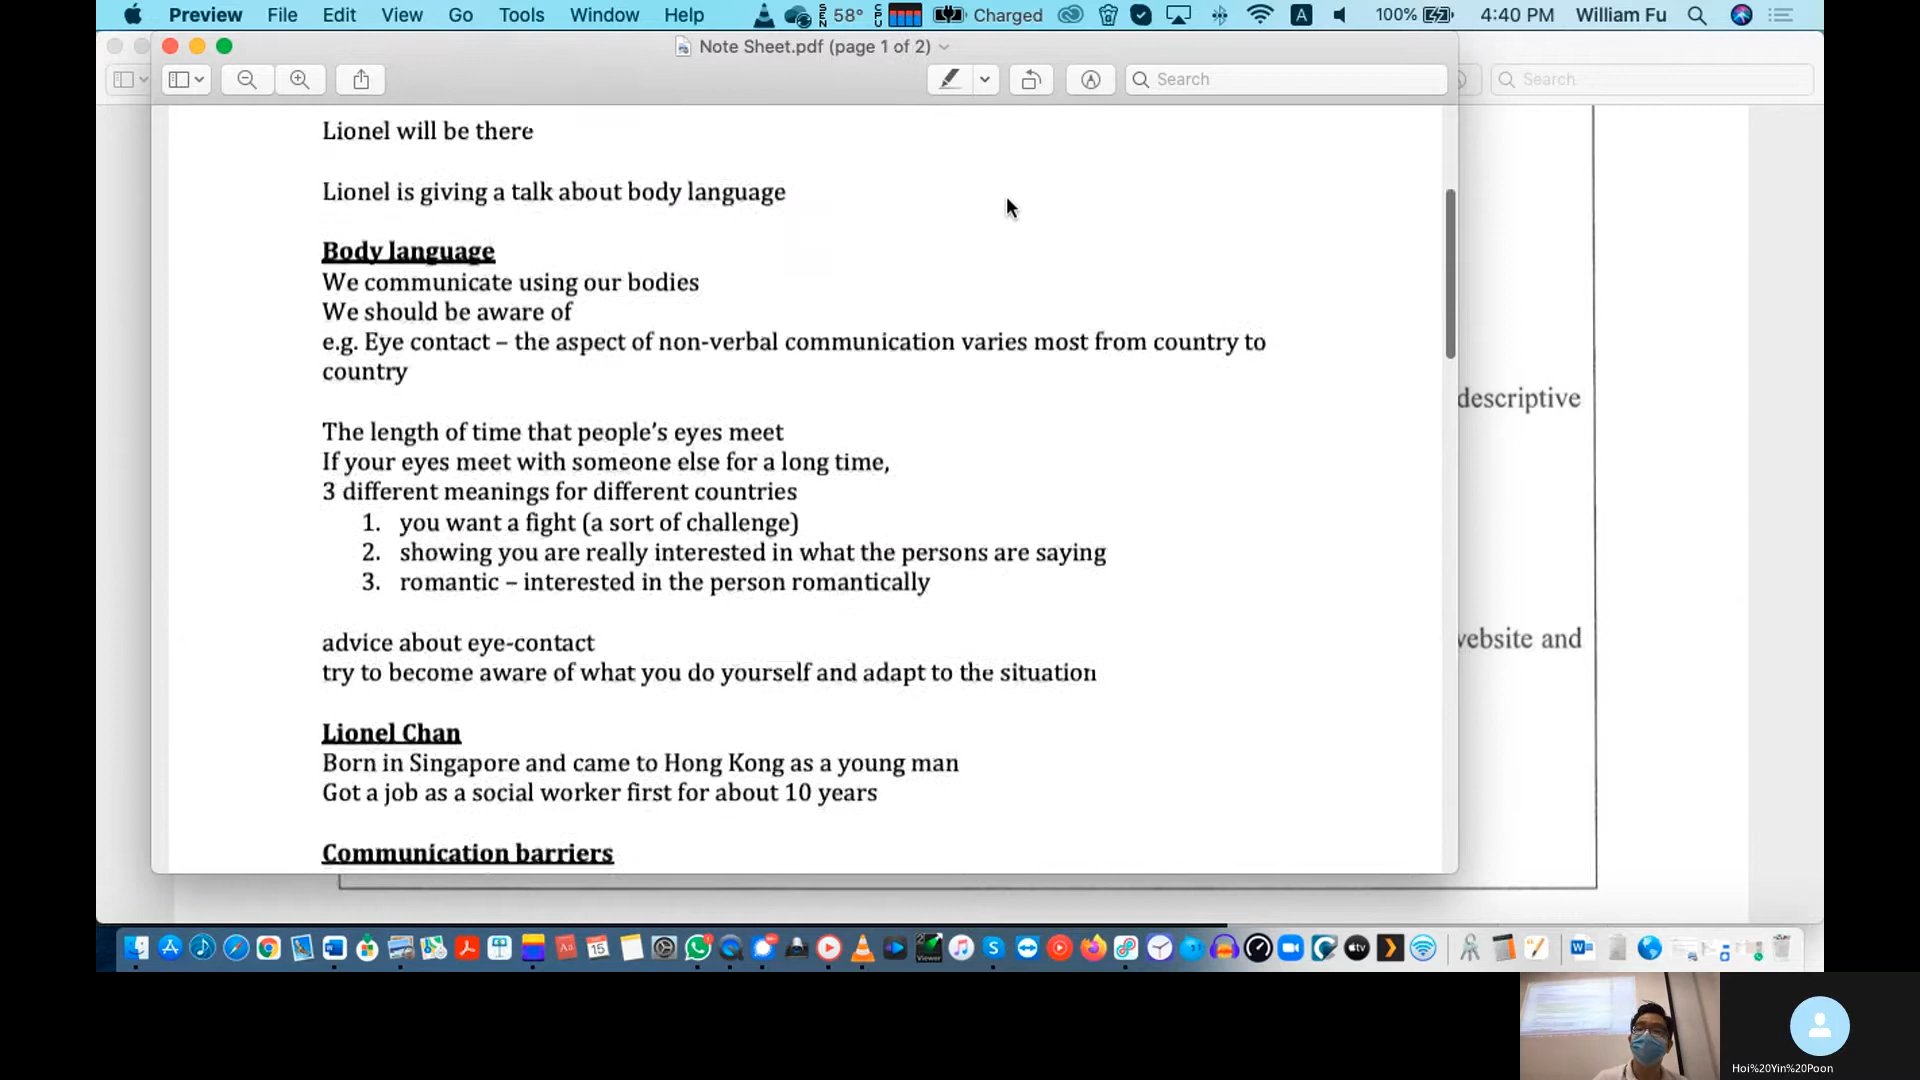 Preview File Edit View Go Tools Window Help SEN 58° CPU Charged A 100% 4:40 PM William Fu
Note Sheet.pdf (page 1 of 2)
Search
Search
Lionel will be there
Lionel is giving a talk about body language
Body language
We communicate using our bodies
We should be aware of
e.g. Eye contact – the aspect of non-verbal communication varies most from country to
country
descriptive
The length of time that people's eyes meet
If your eyes meet with someone else for a long time,
3 different meanings for different countries
1. you want a fight (a sort of challenge)
2. showing you are really interested in what the persons are saying
3. romantic – interested in the person romantically
advice about eye-contact
website and
try to become aware of what you do yourself and adapt to the situation
Lionel Chan
Born in Singapore and came to Hong Kong as a young man
Got a job as a social worker first for about 10 years
Communication barriers
15
tv
Hoi%20Yin%20Poon